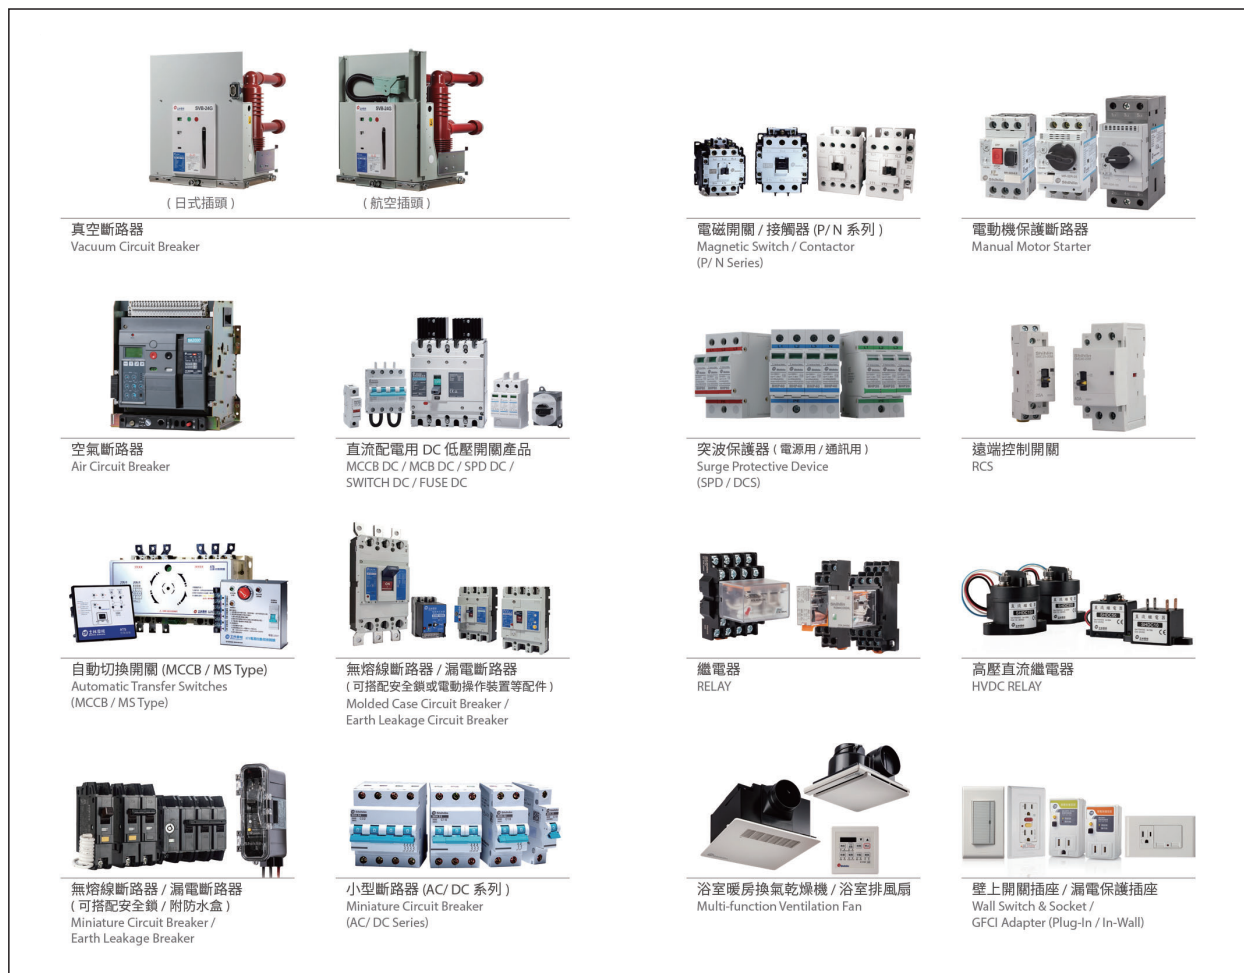 SVB-24G
SVB-24G
( 日式插頭 )
( 航空插頭 )
真空斷路器
Vacuum Circuit Breaker
電磁開關 / 接觸器 (P/ N 系列 )
Magnetic Switch / Contactor
(P/ N Series)
電動機保護斷路器
Manual Motor Starter
空氣斷路器
Air Circuit Breaker
直流配電用 DC 低壓開關產品
MCCB DC / MCB DC / SPD DC /
SWITCH DC / FUSE DC
突波保護器 ( 電源用 / 通訊用 )
Surge Protective Device
(SPD / DCS)
遠端控制開關
RCS
自動切換開關 (MCCB / MS Type)
Automatic Transfer Switches
(MCCB / MS Type)
無熔線斷路器 / 漏電斷路器
( 可搭配安全鎖或電動操作裝置等配件 )
Molded Case Circuit Breaker /
Earth Leakage Circuit Breaker
繼電器
RELAY
高壓直流繼電器
HVDC RELAY
無熔線斷路器 / 漏電斷路器
( 可搭配安全鎖 / 附防水盒 )
Miniature Circuit Breaker /
Earth Leakage Breaker
小型斷路器 (AC/ DC 系列 )
Miniature Circuit Breaker
(AC/ DC Series)
浴室暖房換氣乾燥機 / 浴室排風扇
Multi-function Ventilation Fan
壁上開關插座 / 漏電保護插座
Wall Switch & Socket /
GFCI Adapter (Plug-In / In-Wall)